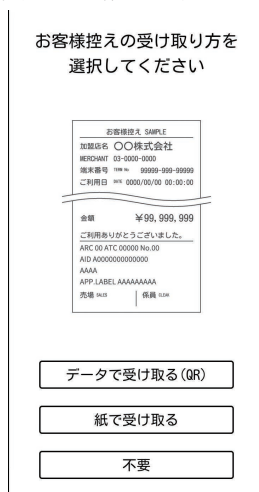 お客様控えの受け取り方を
選択してください
お客様控え SAMPLE
加盟店名 〇〇株式会社
MERCHANT 03-0000-0000
端末番号 TERM No 99999-999-99999
ご利用日 DATE 0000/00/00 00:00:00
金額 ￥99,999,999
ご利用ありがとうございました。
ARC 00 ATC 00000 No.00
AID A0000000000000
AAAA
APP.LABEL AAAAAAAAA
売場 SALES 係員 CLERK
データで受け取る(QR)
紙で受け取る
不要